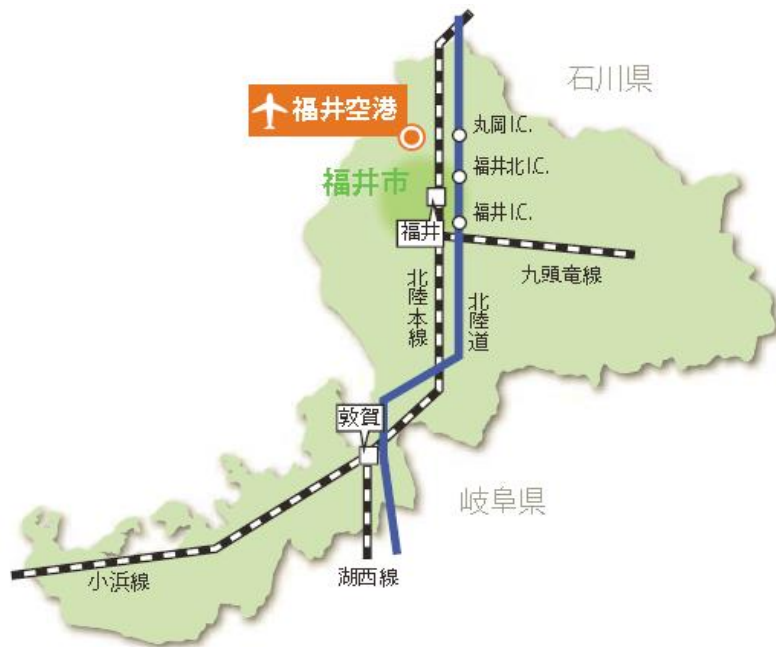 石川県
福井空港
丸岡I.C.
福井北I.C.
福井市
福井I.C.
福井
九頭竜線
北陸本線
北陸道
敦賀
岐阜県
小浜線
湖西線